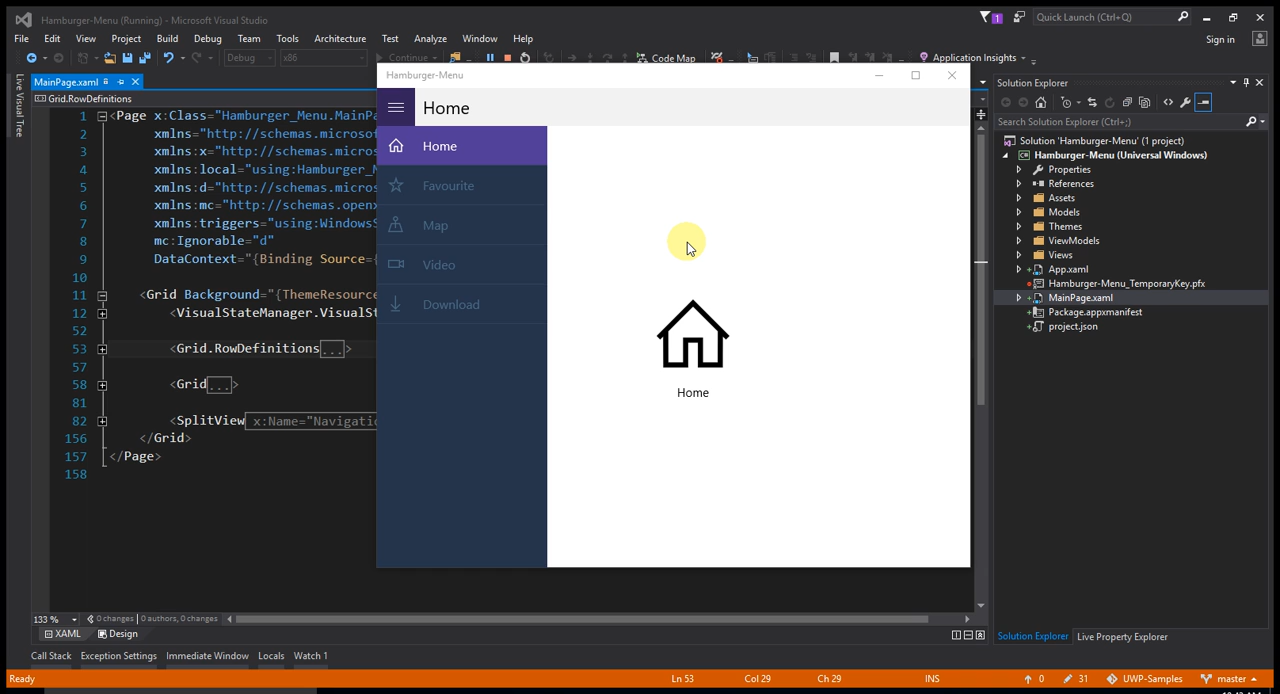 Hamburger-Menu (Running) - Microsoft Visual Studio
1
Quick Launch (Ctrl+Q)
File Edit View Project Build Debug Team Tools Architecture Test Analyze Window Help
Sign in
Debug x86 Continue Code Map Application Insights
Live Visual Tree
MainPage.xaml
Grid.RowDefinitions
1 <Page x:Class="Hamburger_Menu.MainPa
2 xmlns="http://schemas.microsof
3 xmlns:x="http://schemas.micros
4 xmlns:local="using:Hamburger_M
5 xmlns:d="http://schemas.micros
6 xmlns:mc="http://schemas.openx
7 xmlns:triggers="using:WindowsS
8 mc:Ignorable="d"
9 DataContext="{Binding Source={
10
11 <Grid Background="{ThemeResource
12 <VisualStateManager.VisualSt
52
53 <Grid.RowDefinitions...>
57
58 <Grid...>
81
82 <SplitView x:Name="Navigatio
156 </Grid>
157 </Page>
158
133 %
0 changes | 0 authors, 0 changes
XAML Design
Hamburger-Menu
Home
Home
Favourite
Map
Video
Download
Home
Solution Explorer
Search Solution Explorer (Ctrl+;)
Solution 'Hamburger-Menu' (1 project)
Hamburger-Menu (Universal Windows)
Properties
References
Assets
Models
Themes
ViewModels
Views
App.xaml
Hamburger-Menu_TemporaryKey.pfx
MainPage.xaml
Package.appxmanifest
project.json
Solution Explorer Live Property Explorer
Call Stack Exception Settings Immediate Window Locals Watch 1
Ready Ln 53 Col 29 Ch 29 INS 0 31 UWP-Samples master